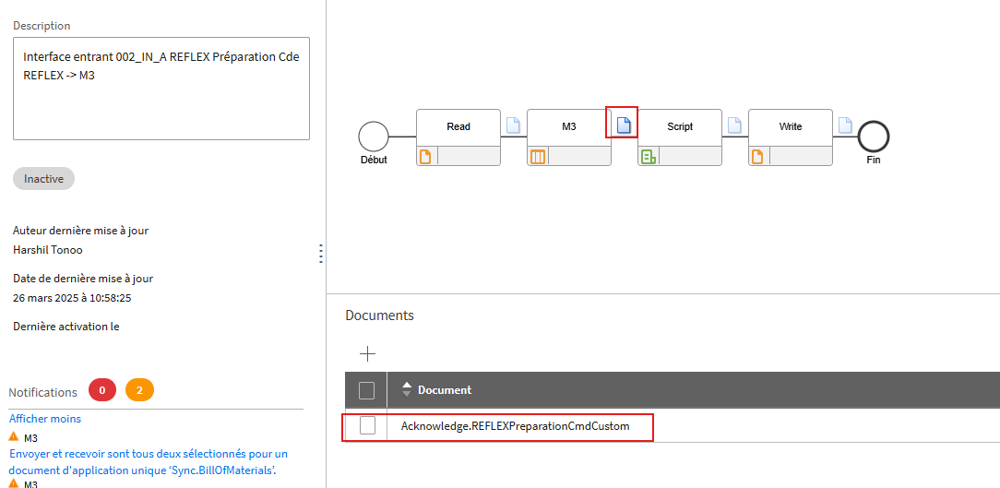 Description
Interface entrant 002_IN_A REFLEX Préparation Cde
REFLEX -> M3
Inactive
Auteur dernière mise à jour
Harshil Tonoo
Date de dernière mise à jour
26 mars 2025 à 10:58:25
Dernière activation le
Notifications 0 2
Afficher moins
M3
Envoyer et recevoir sont tous deux sélectionnés pour un
document d'application unique ‘Sync.BillOfMaterials’.
M3
Début
Read
M3
Script
Write
Fin
Documents
Document
Acknowledge.REFLEXPreparationCmdCustom